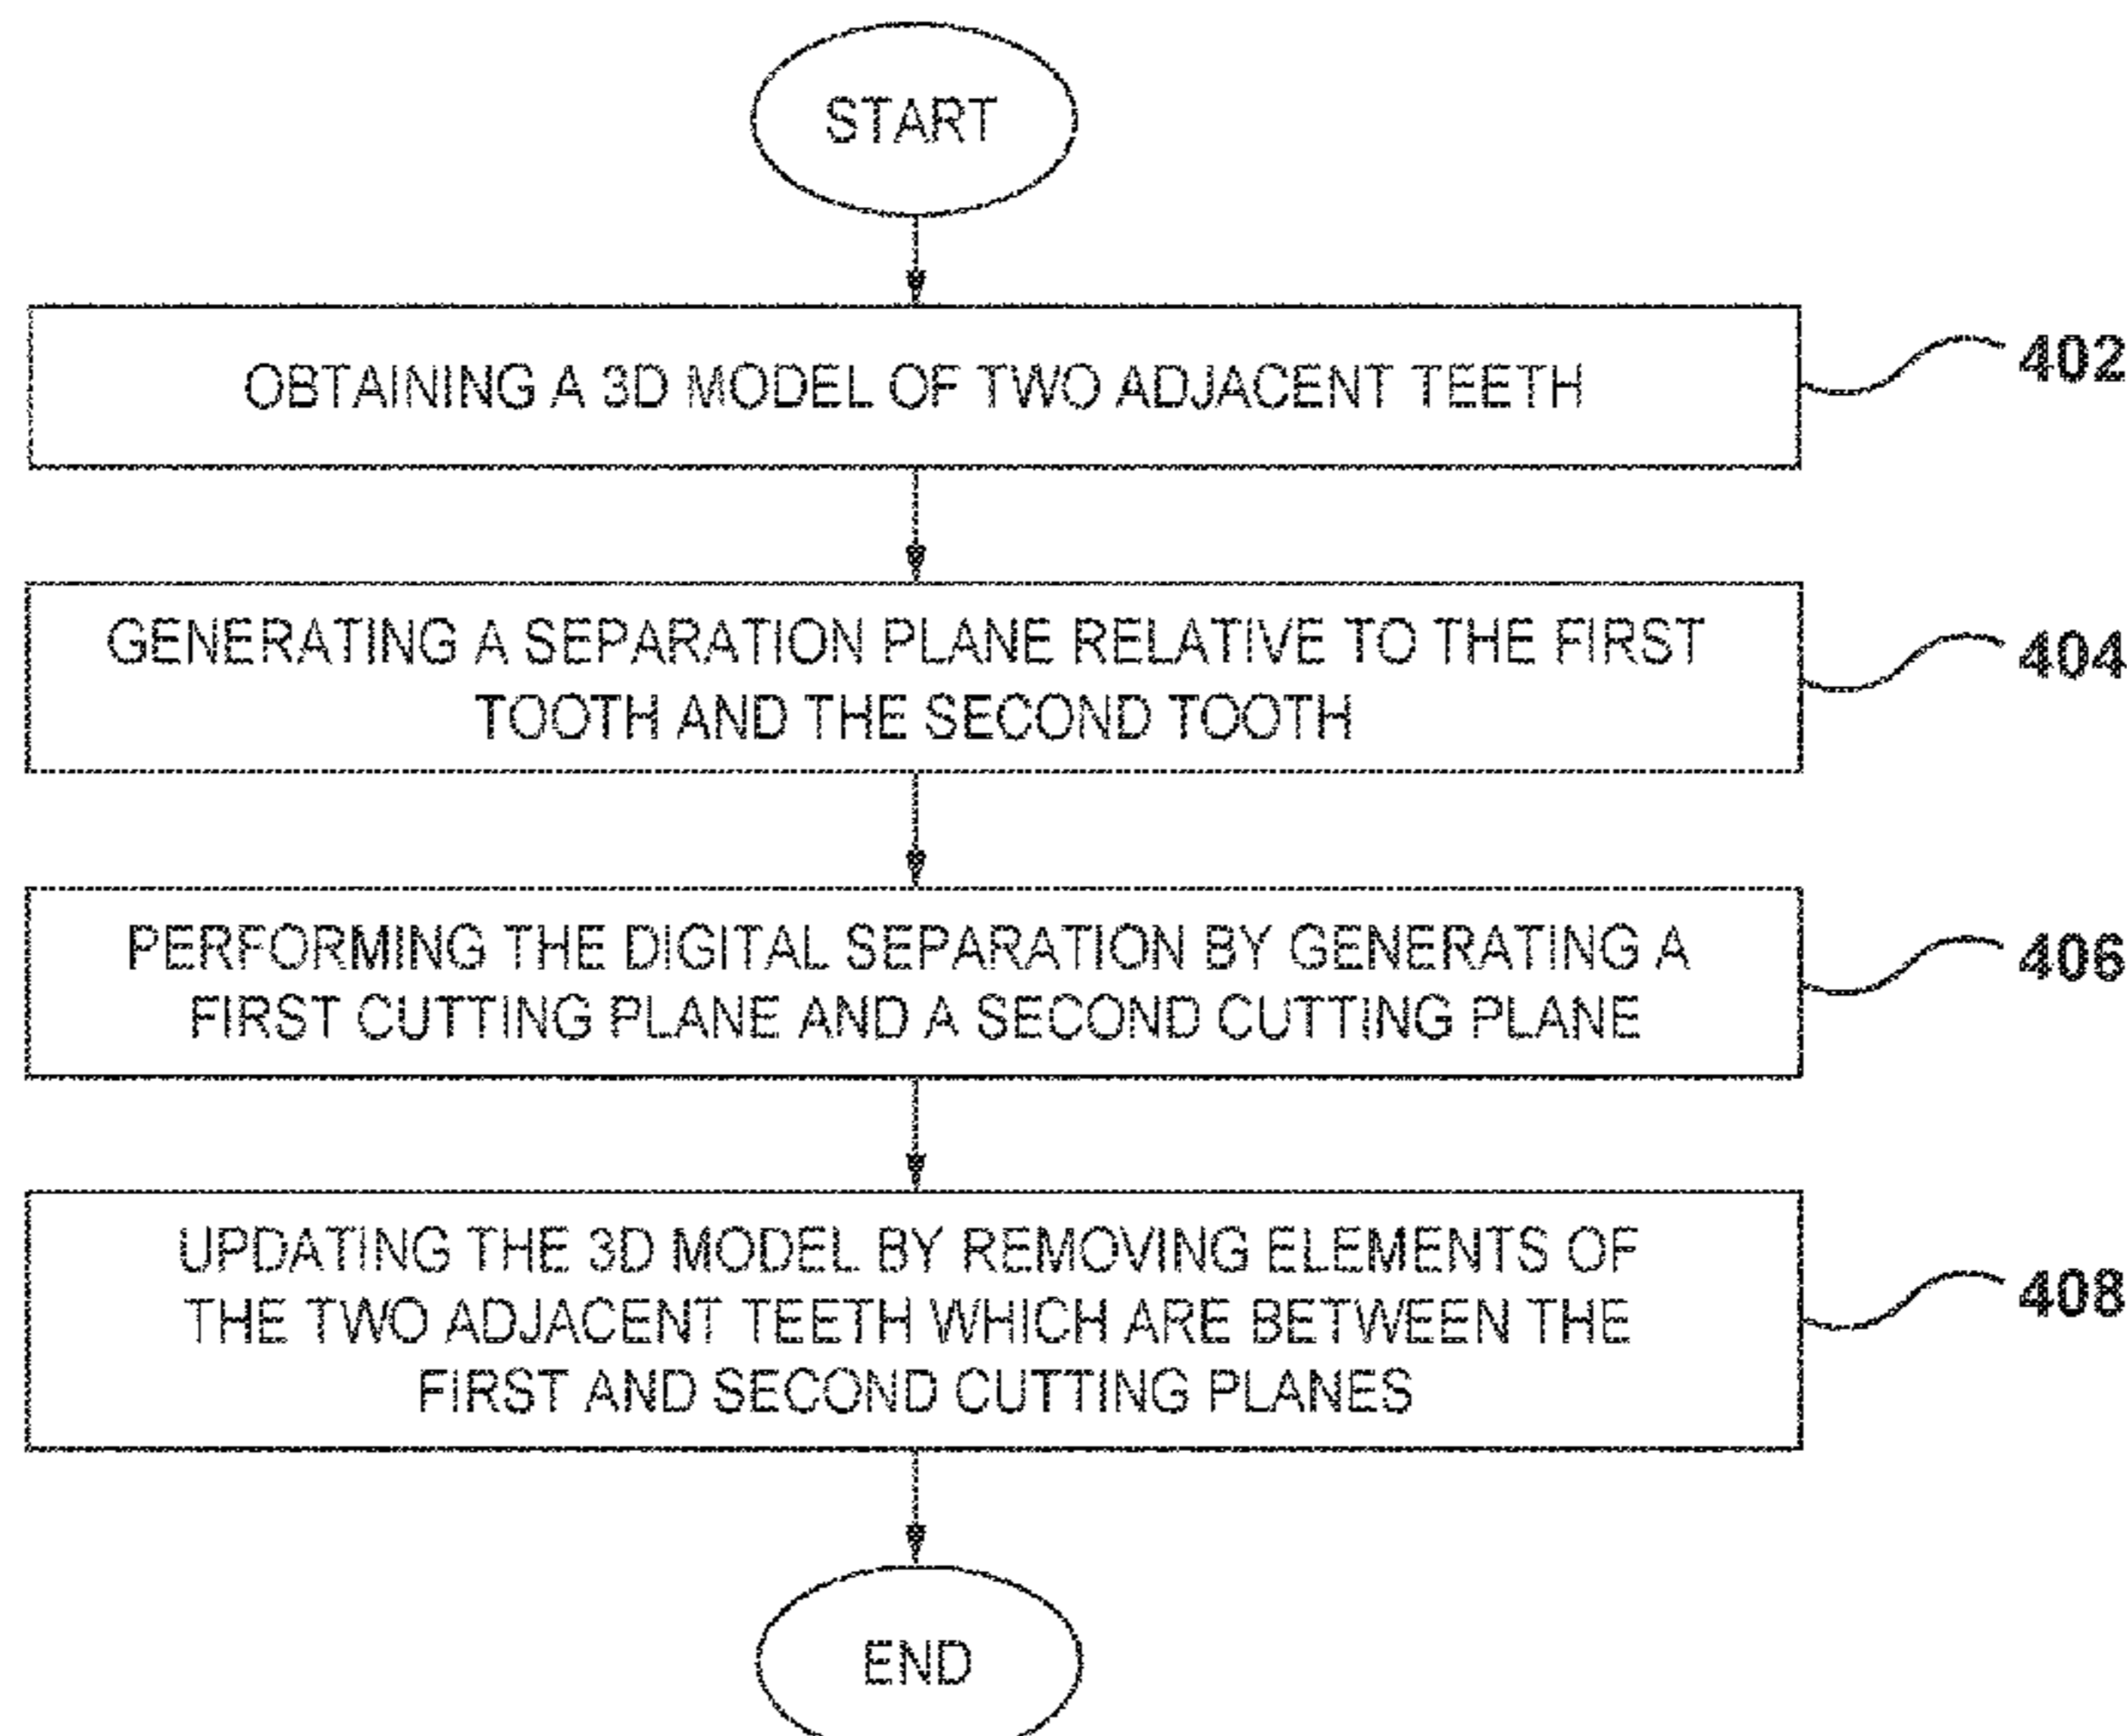 START
OBTAINING A 3D MODEL OF TWO ADJACENT TEETH
402
GENERATING A SEPARATION PLANE RELATIVE TO THE FIRST
TOOTH AND THE SECOND TOOTH
404
PERFORMING THE DIGITAL SEPARATION BY GENERATING A
FIRST CUTTING PLANE AND A SECOND CUTTING PLANE
406
UPDATING THE 3D MODEL BY REMOVING ELEMENTS OF
THE TWO ADJACENT TEETH WHICH ARE BETWEEN THE
FIRST AND SECOND CUTTING PLANES
408
END